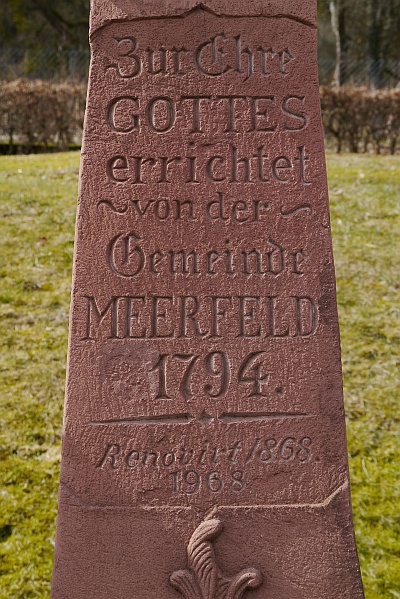 Zur Ehre
GOTTES
errichtet
~von der~
Gemeinde
MEERFELD
1794.
Renovirt 1868.
1968